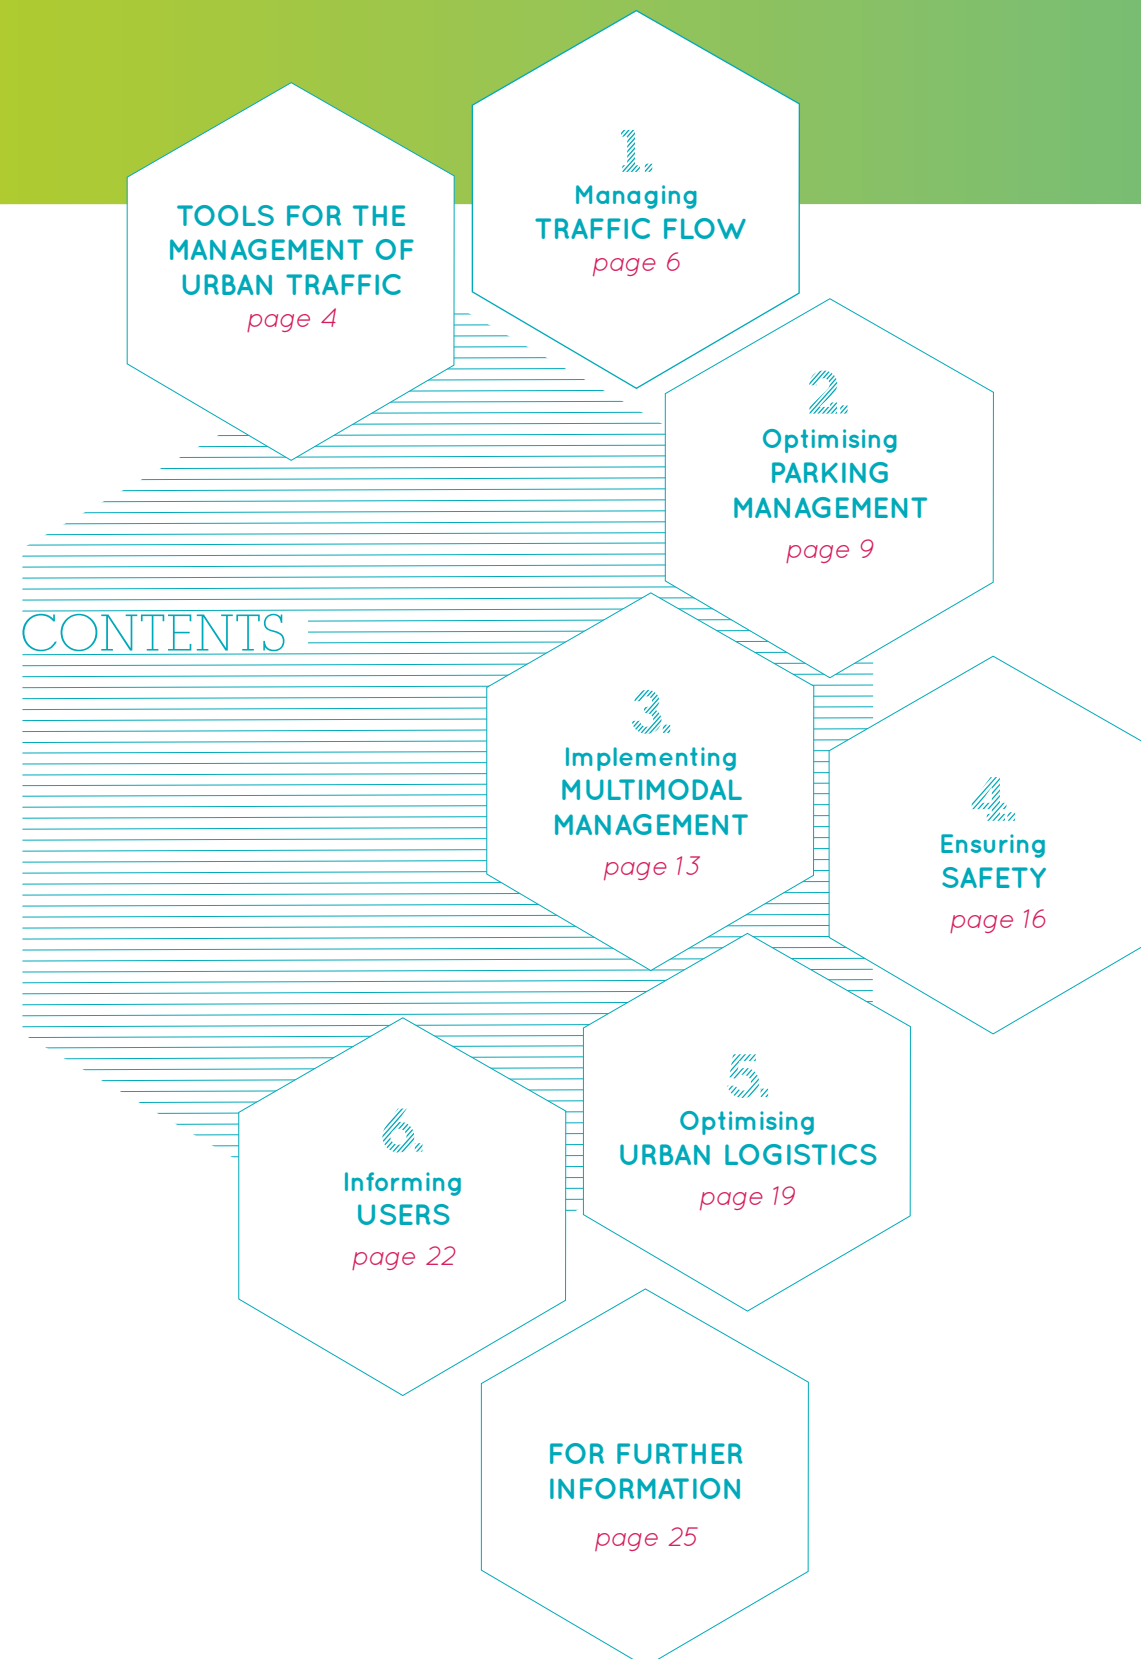 TOOLS FOR THE
MANAGEMENT OF
URBAN TRAFFIC
page 4
1.
Managing
TRAFFIC FLOW
page 6
2.
Optimising
PARKING
MANAGEMENT
page 9
CONTENTS
3.
Implementing
MULTIMODAL
MANAGEMENT
page 13
4.
Ensuring
SAFETY
page 16
5.
Optimising
URBAN LOGISTICS
page 19
6.
Informing
USERS
page 22
FOR FURTHER
INFORMATION
page 25